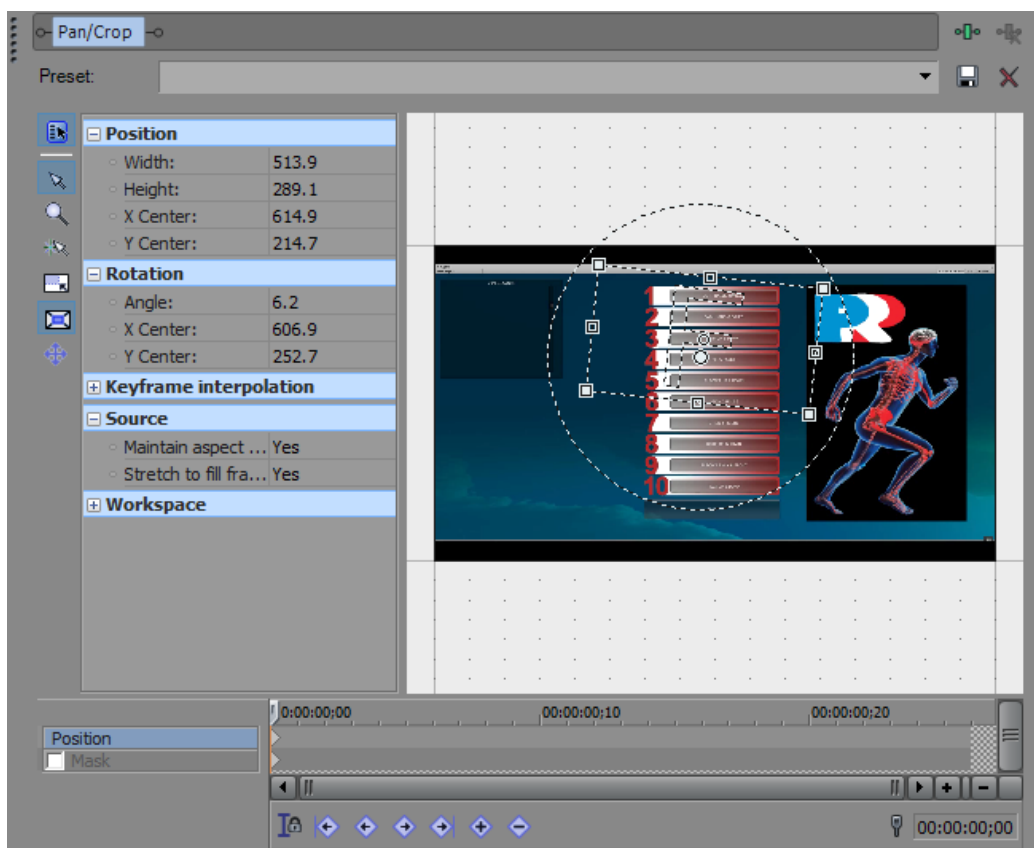 Pan/Crop
Preset:
Position
Width: 513.9
Height: 289.1
X Center: 614.9
Y Center: 214.7
Rotation
Angle: 6.2
X Center: 606.9
Y Center: 252.7
Keyframe interpolation
Source
Maintain aspect ... Yes
Stretch to fill fra... Yes
Workspace
1
2
3
4
5
6
7
8
9
10
0:00:00;00 00:00:00;10 00:00:00;20
Position
Mask
00:00:00;00